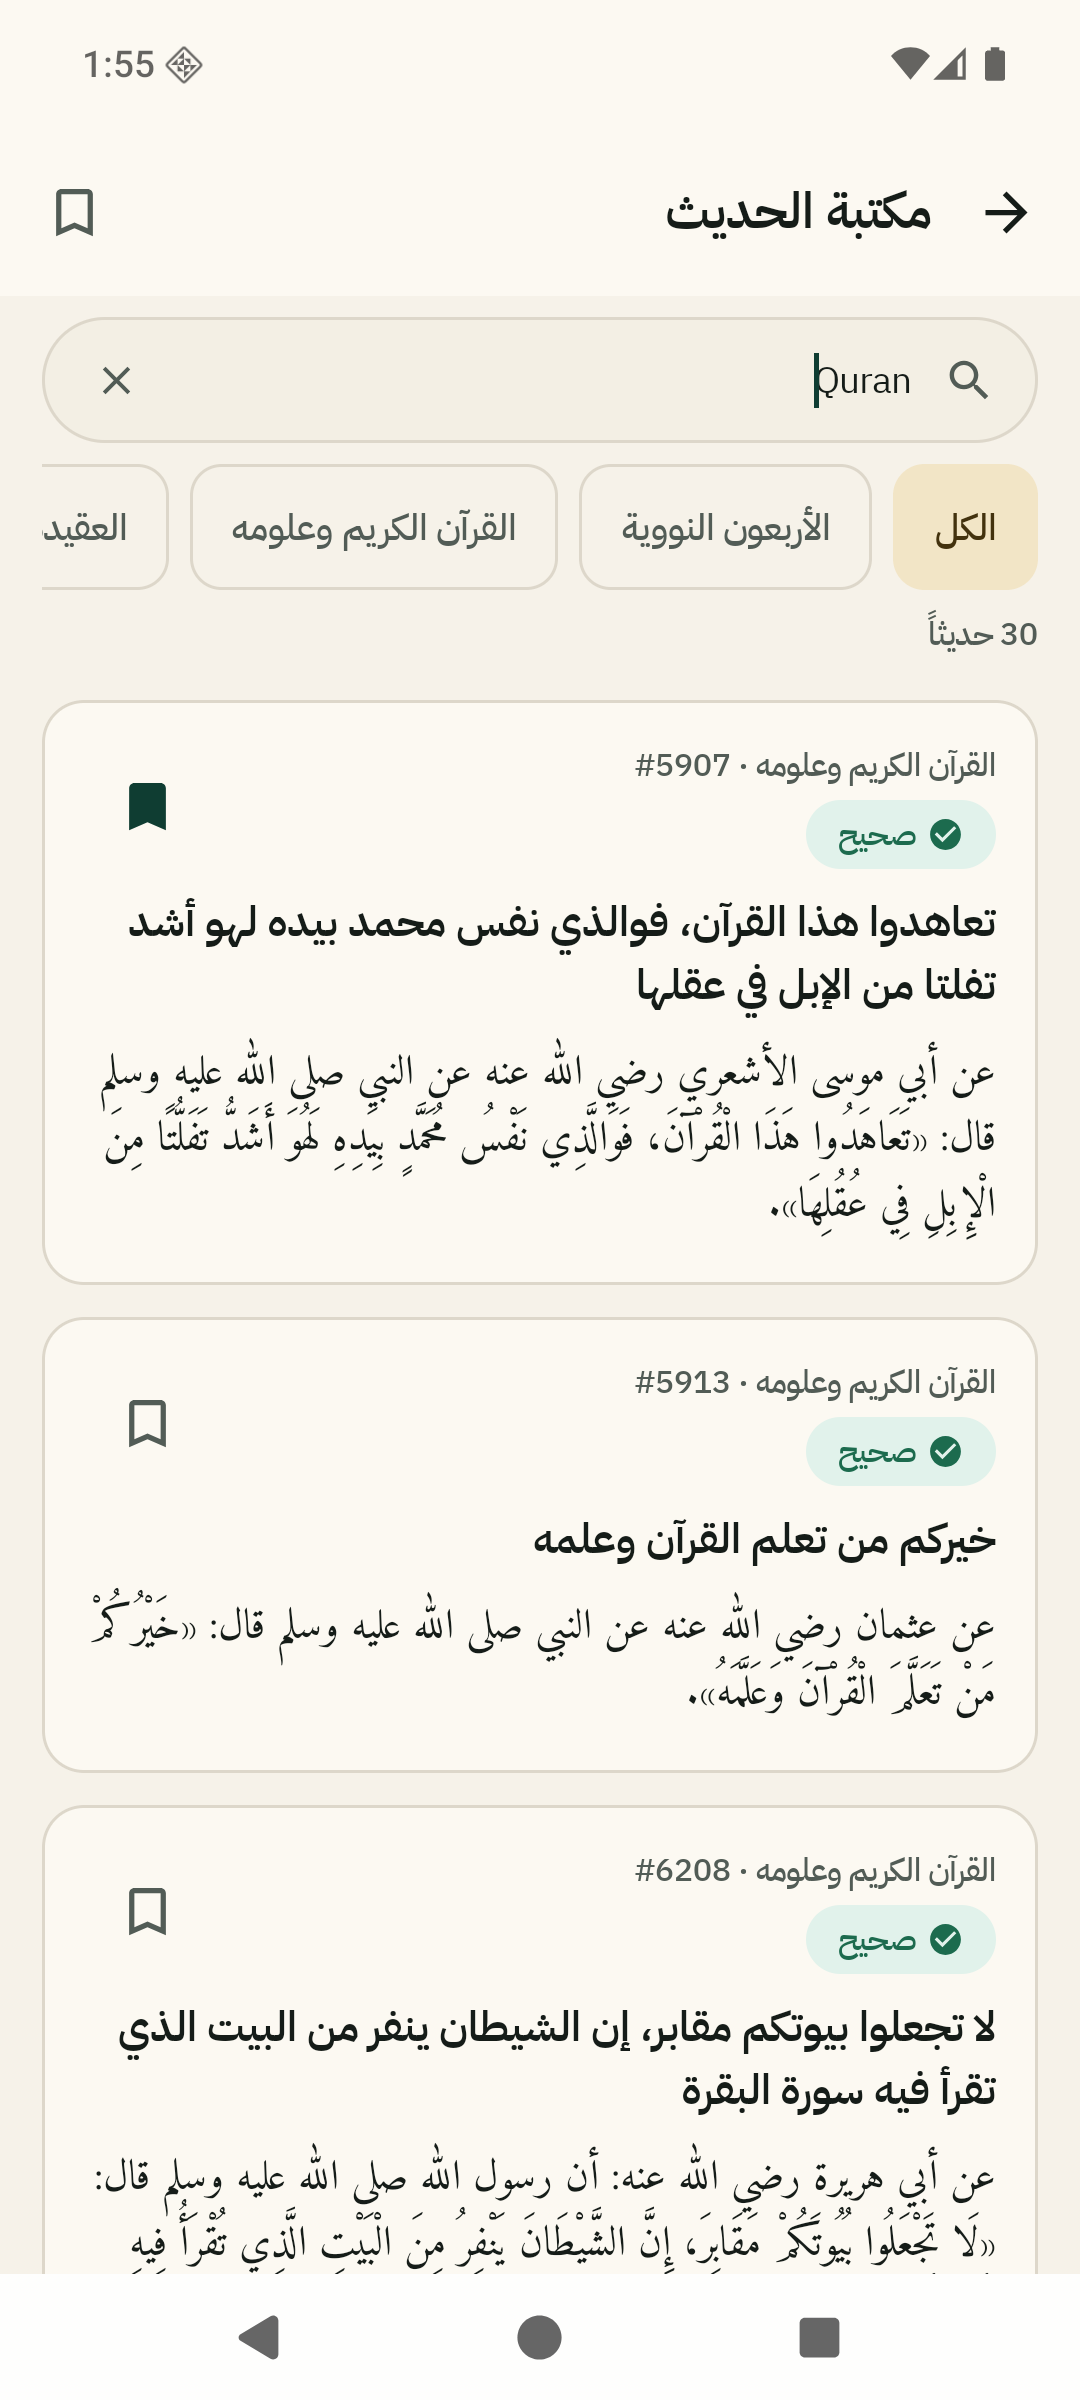 1:55
مكتبة الحديث
Quran
الكل
الأربعون النووية
القرآن الكريم وعلومه
30 حديثاً
القرآن الكريم وعلومه · #5907
صحيح
تعاهدوا هذا القرآن، فوالذي نفس محمد بيده لهو أشد
تفلتا من الإبل في عقلها
عن أبي موسى الأشعري رضي الله عنه عن النبي صلى الله عليه وسلم
قال: «تَعَاهَدُوا هَذَا الْقُرْآنَ، فَوَالَّذِي نَفْسُ مُحَمَّدٍ بِيَدِهِ لَهُوَ أَشَدُّ تَفَلُّتًا مِنَ
الْإِبِلِ فِي عُقُلِهَا».
القرآن الكريم وعلومه · #5913
صحيح
خيركم من تعلم القرآن وعلمه
عن عثمان رضي الله عنه عن النبي صلى الله عليه وسلم قال: «خَيْرُكُمْ
مَنْ تَعَلَّمَ الْقُرْآنَ وَعَلَّمَهُ».
القرآن الكريم وعلومه · #6208
صحيح
لا تجعلوا بيوتكم مقابر، إن الشيطان ينفر من البيت الذي
تقرأ فيه سورة البقرة
عن أبي هريرة رضي الله عنه: أن رسول الله صلى الله عليه وسلم قال:
«لَا تَجْعَلُوا بُيُوتَكُمْ مَقَابِرَ، إِنَّ الشَّيْطَانَ يَنْفِرُ مِنَ الْبَيْتِ الَّذِي تُقْرَأُ فِيهِ